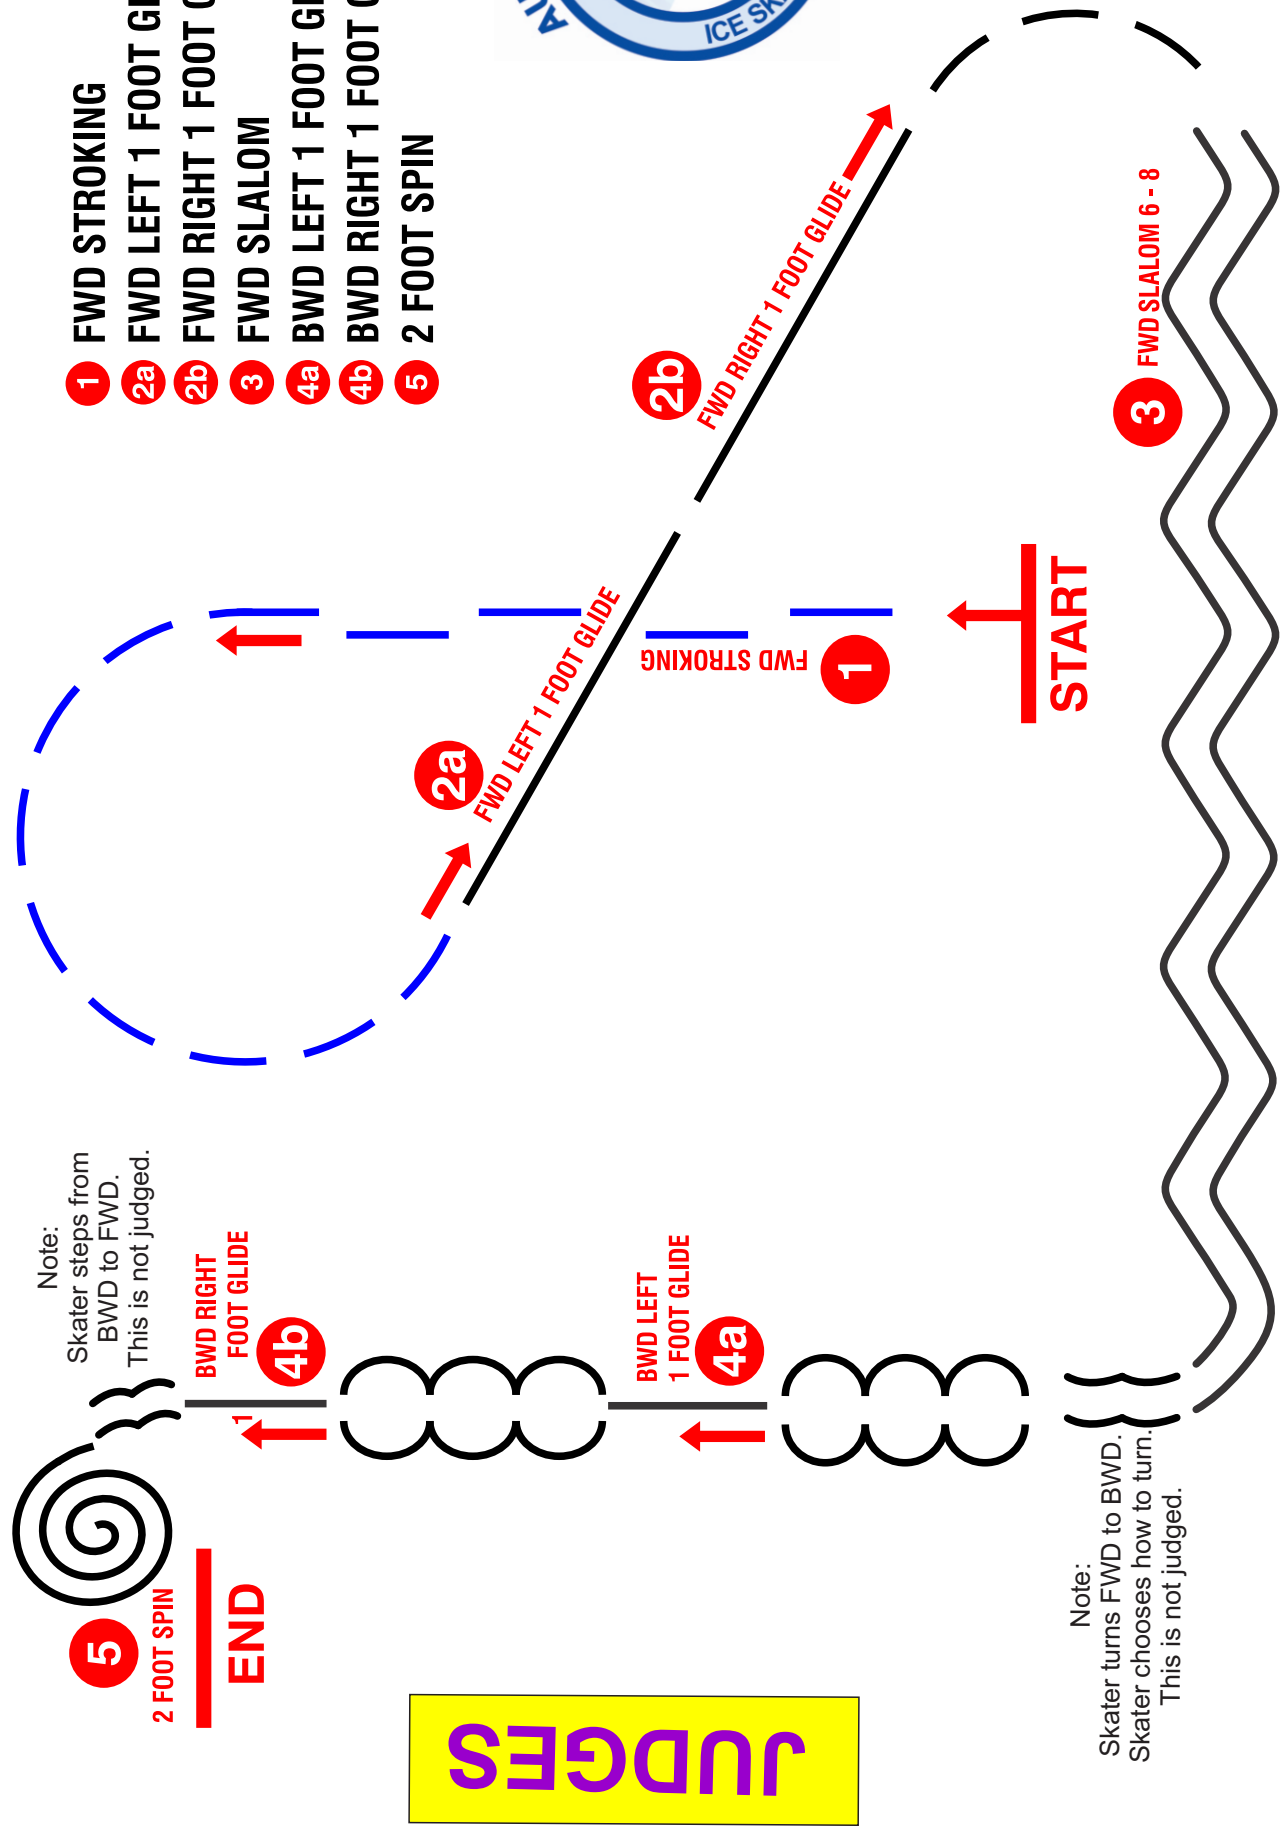 1 FWD STROKING
2a FWD LEFT 1 FOOT
2b FWD RIGHT 1 FOOT
3 FWD SLALOM
4a BWD LEFT 1 FOOT
4b BWD RIGHT 1 FOOT
5 2 FOOT SPIN
ICE
START
1
FWD STROKING
2a
FWD LEFT 1 FOOT GLIDE
2b
FWD RIGHT 1 FOOT GLIDE
3
FWD SLALOM 6 - 8
Note:
Skater turns FWD to BWD.
Skater chooses how to turn.
This is not judged.
BWD LEFT
1 FOOT GLIDE
4a
BWD RIGHT
FOOT GLIDE
1
4b
Note:
Skater steps from
BWD to FWD.
This is not judged.
5
2 FOOT SPIN
END
JUDGES